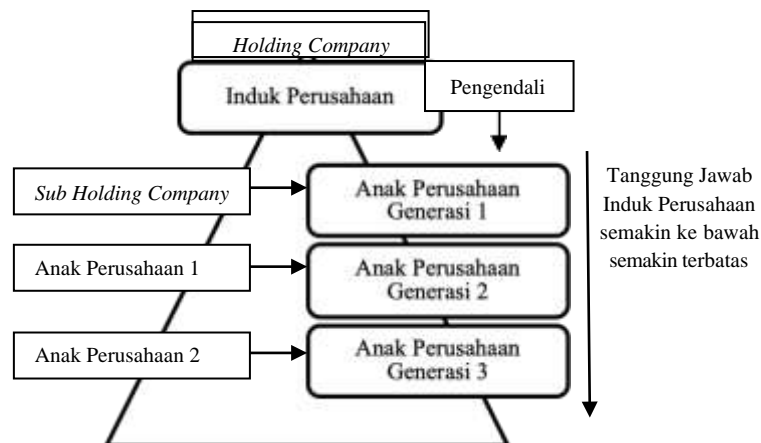 Holding Company
Induk Perusahaan
Pengendali
Sub Holding Company
Anak Perusahaan
Generasi 1
Tanggung Jawab
Induk Perusahaan
semakin ke bawah
semakin terbatas
Anak Perusahaan 1
Anak Perusahaan
Generasi 2
Anak Perusahaan 2
Anak Perusahaan
Generasi 3